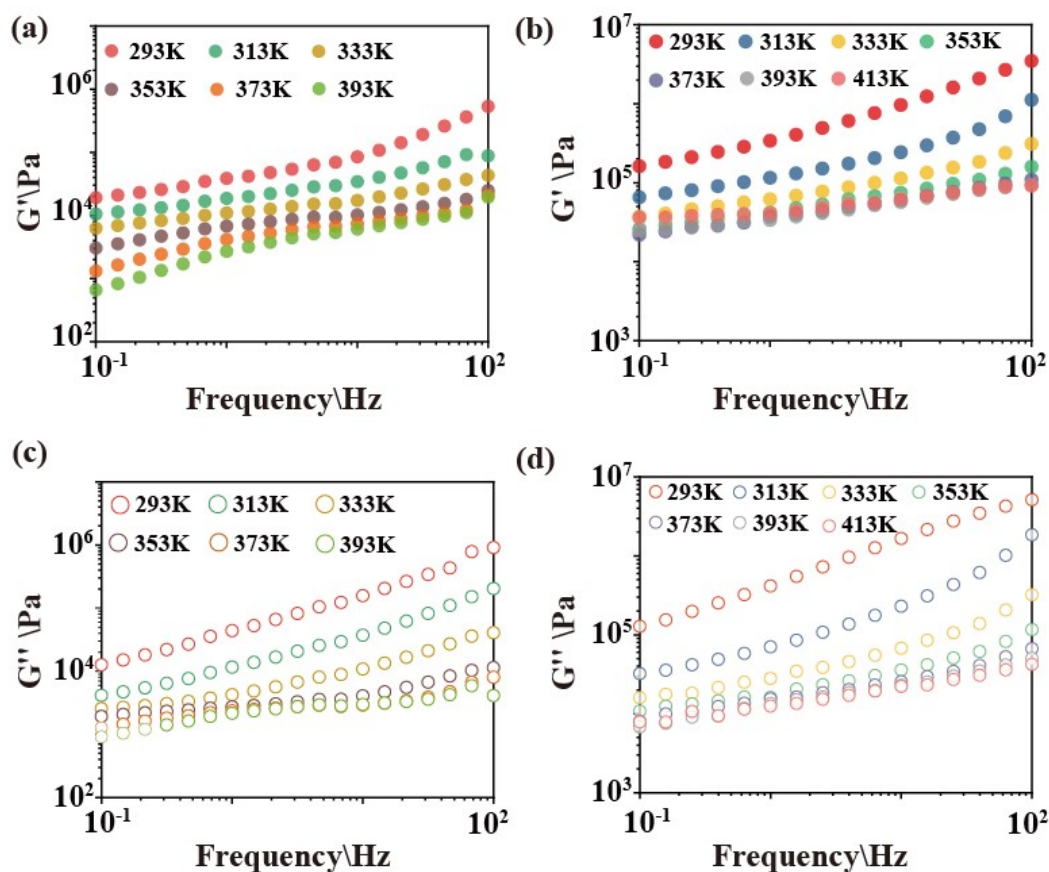 (a)
293K 313K 333K
353K 373K 393K
G'\Pa
10⁶
10⁴
10²
10⁻¹ 10²
Frequency\Hz
(b)
293K 313K 333K 353K
373K 393K 413K
G'\Pa
10⁷
10⁵
10³
10⁻¹ 10²
Frequency\Hz
(c)
293K 313K 333K
353K 373K 393K
G''\Pa
10⁶
10⁴
10²
10⁻¹ 10²
Frequency\Hz
(d)
293K 313K 333K 353K
373K 393K 413K
G''\Pa
10⁷
10⁵
10³
10⁻¹ 10²
Frequency\Hz